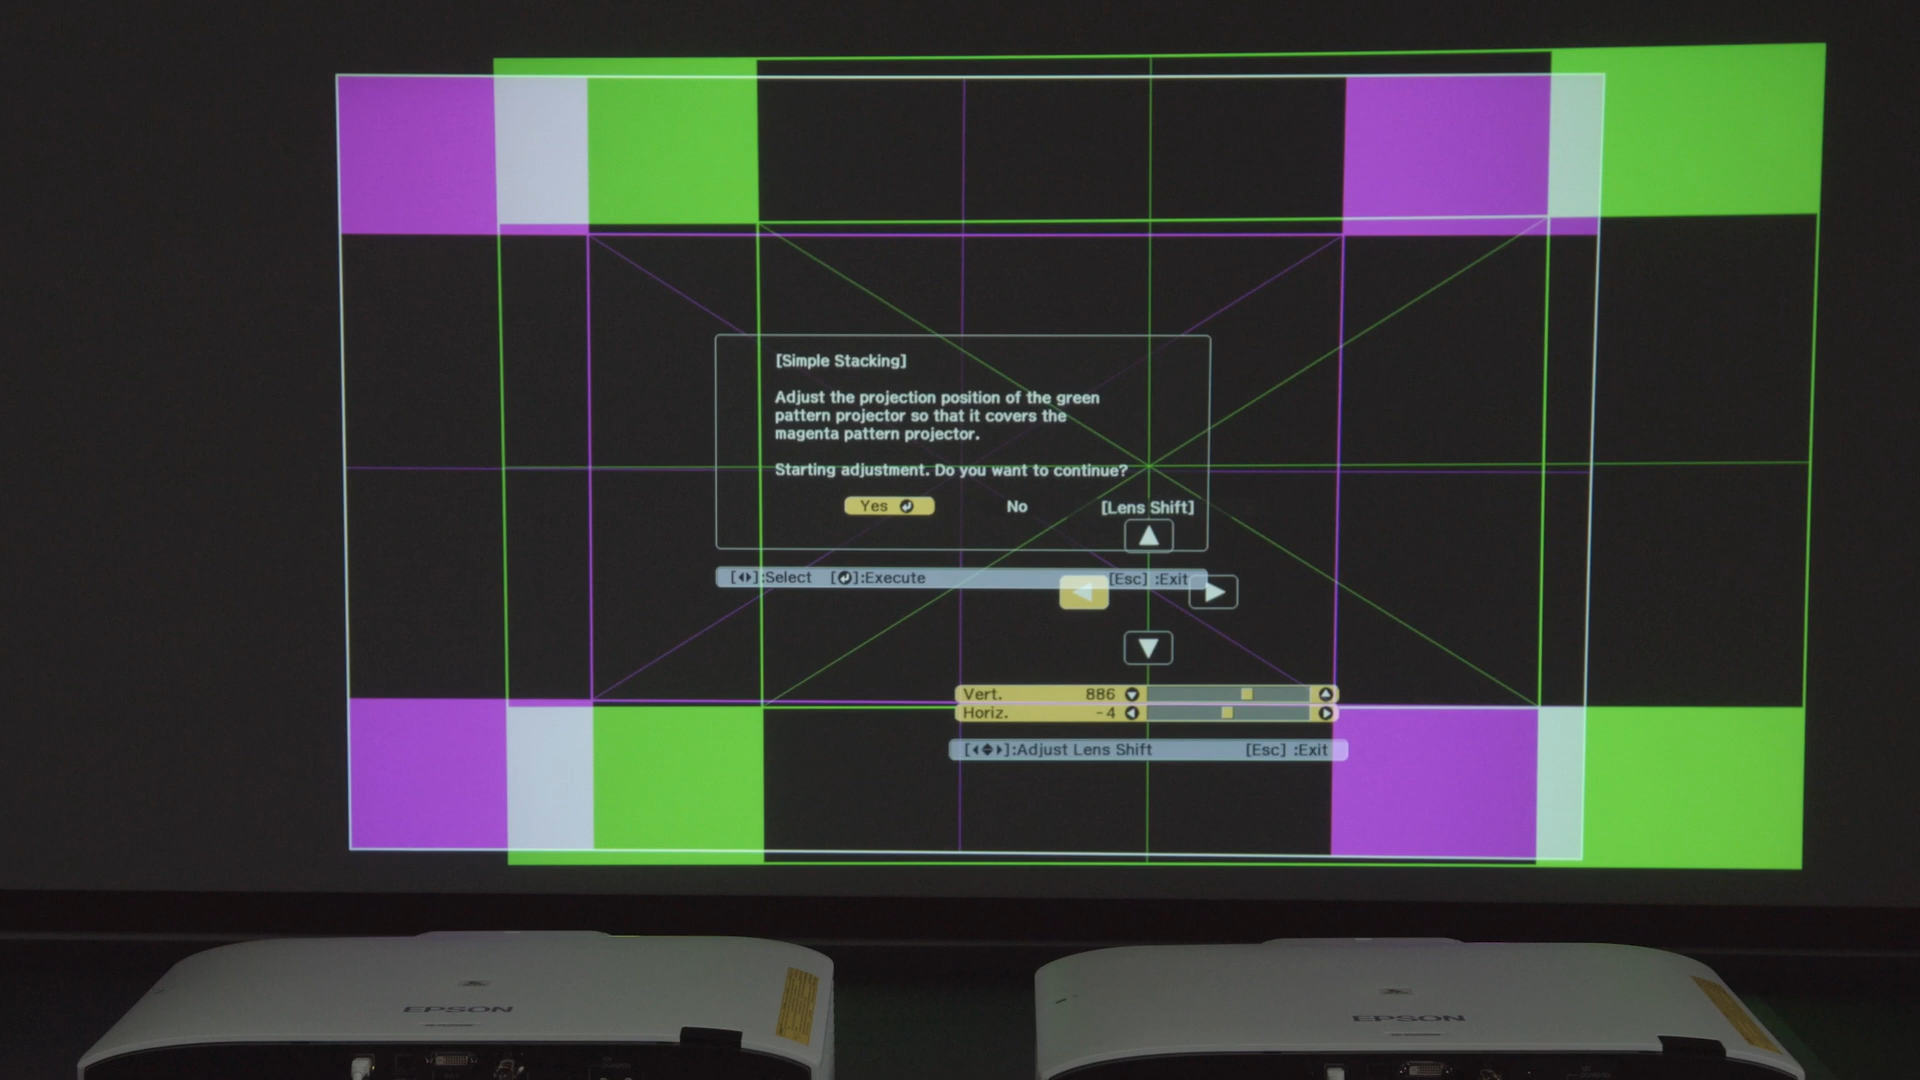 [Simple Stacking]
Adjust the projection position of the green
pattern projector so that it covers the
magenta pattern projector.
Starting adjustment. Do you want to continue?
Yes
No
[Lens Shift]
[◂▸]:Select
[⏎]:Execute
[Esc] :Exit
Vert. 886
Horiz. -4
[◂◆▸]:Adjust Lens Shift
[Esc] :Exit
EPSON
EPSON